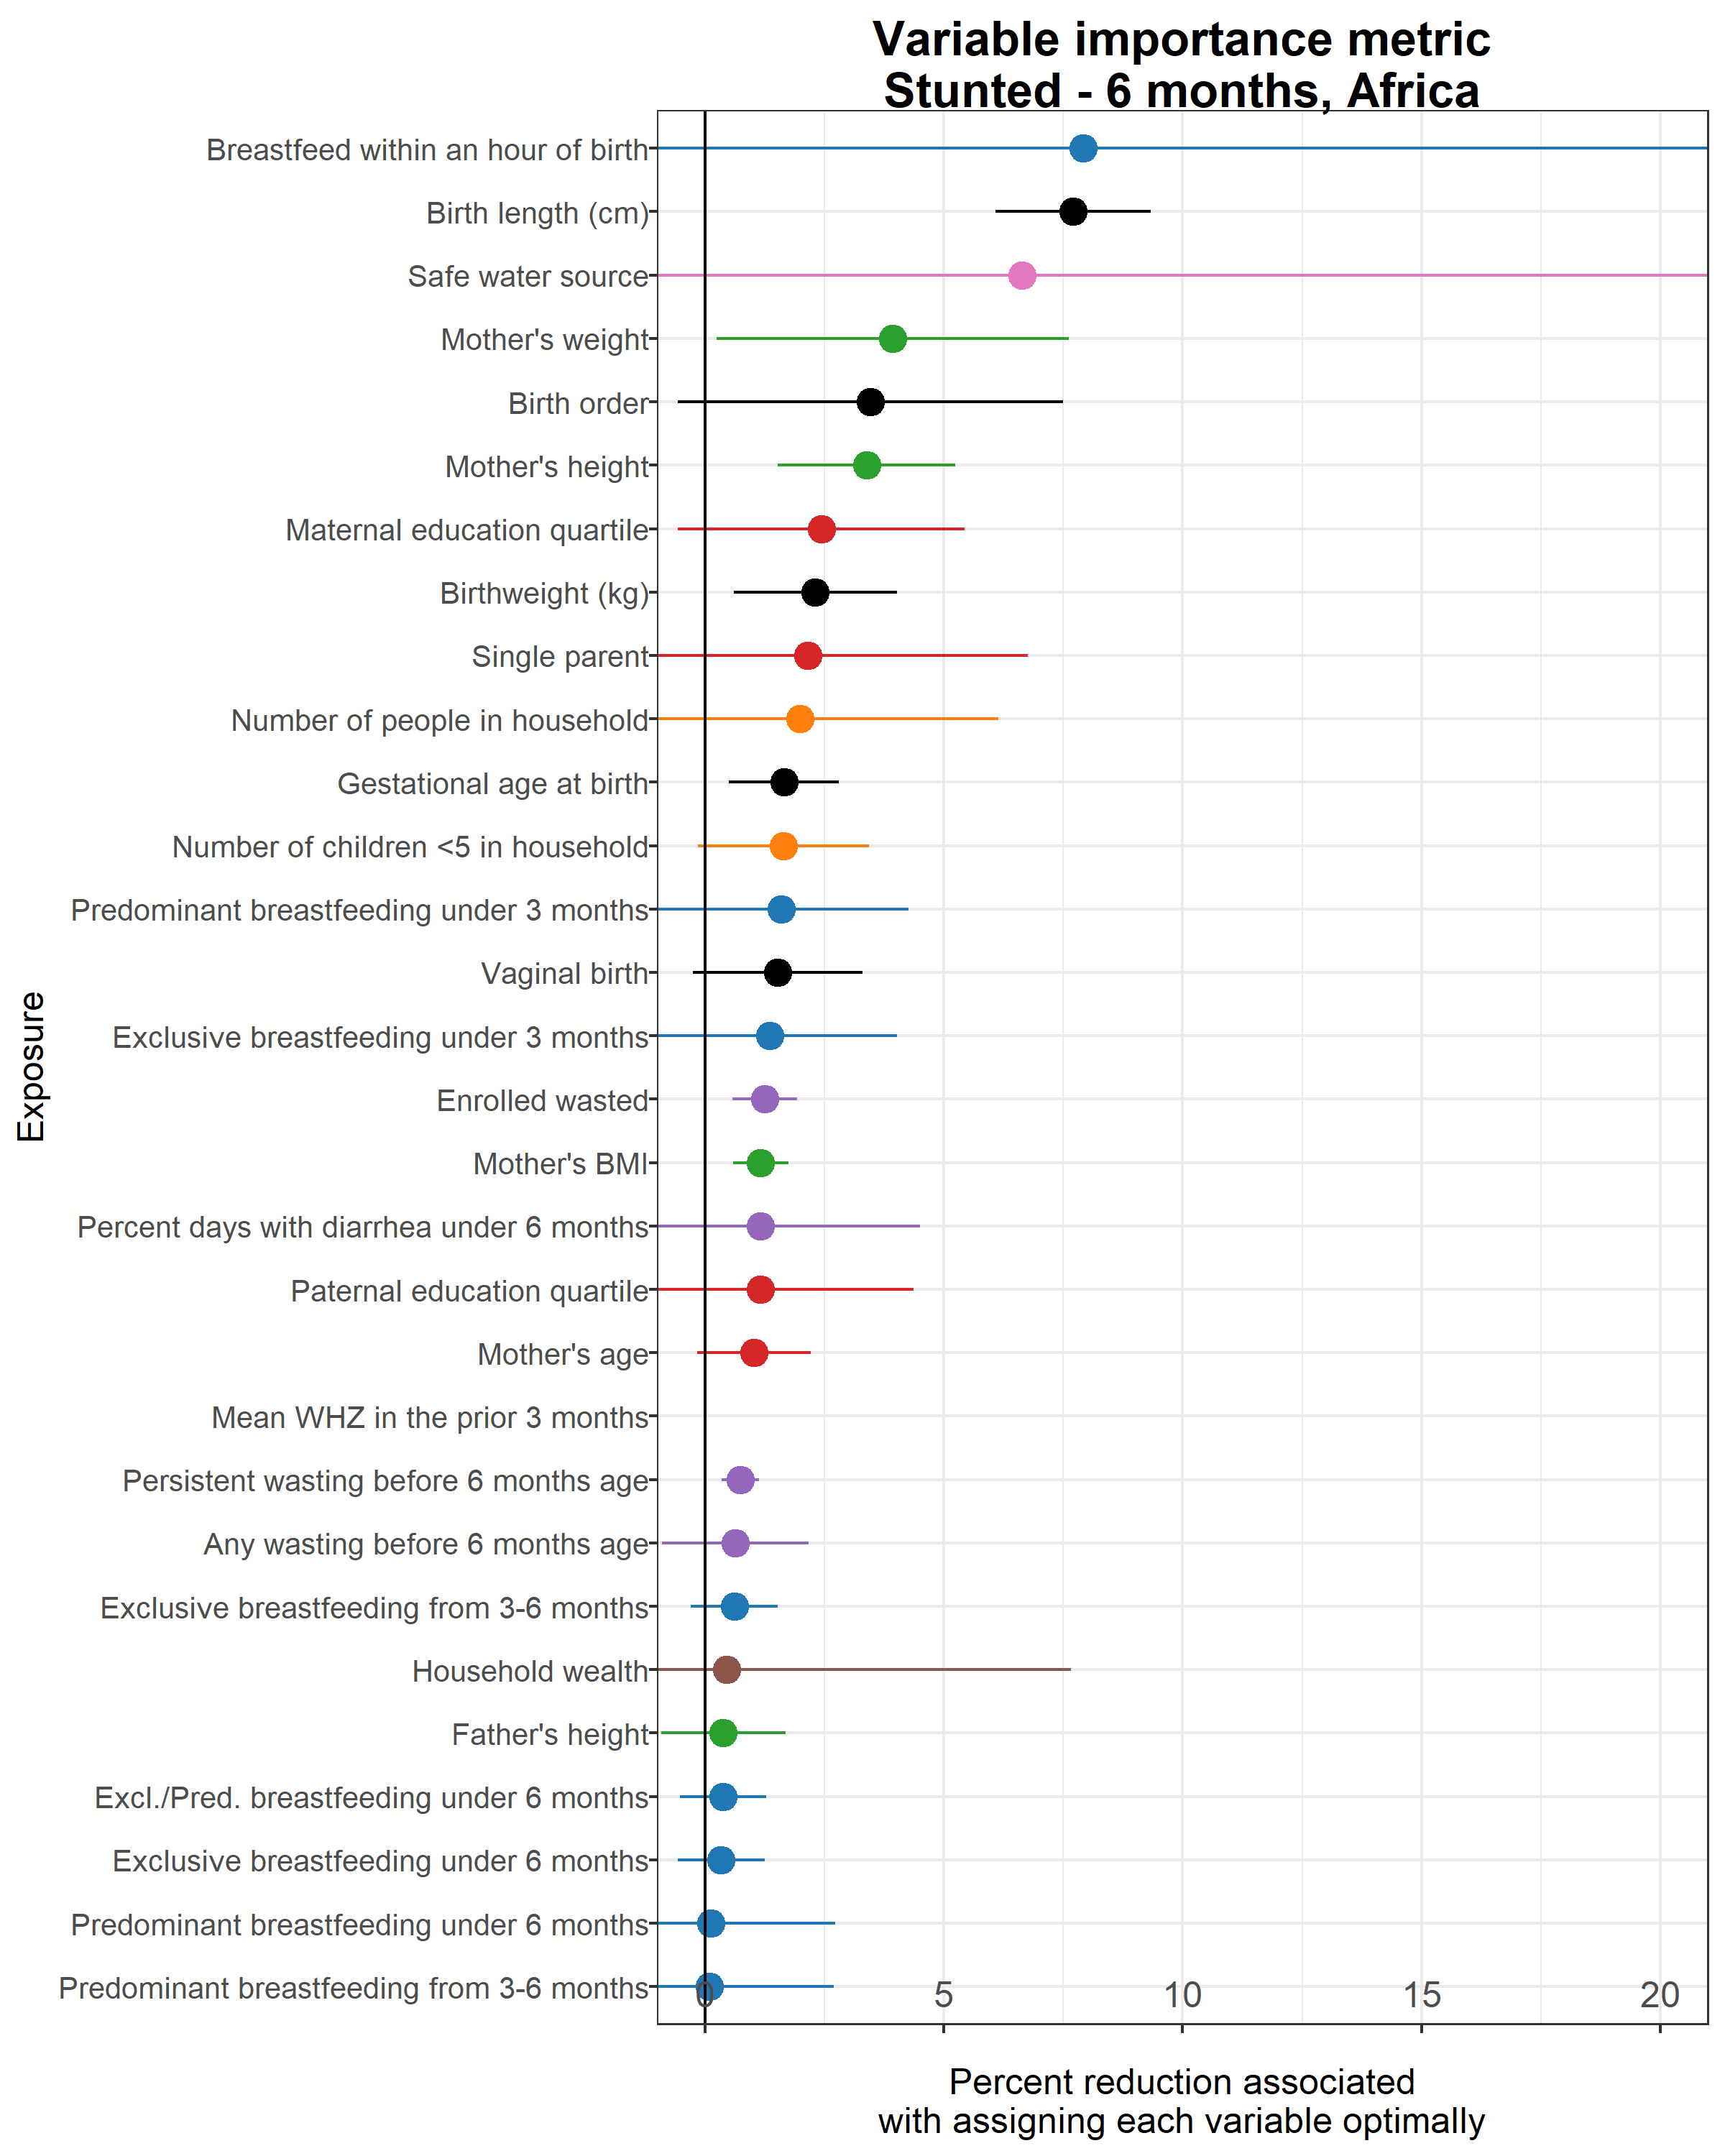 Variable importance metric
Stunted - 6 months, Africa
Breastfeed within an hour of birth
Birth length (cm)
Safe water source
Mother's weight
Birth order
Mother's height
Maternal education quartile
Birthweight (kg)
Single parent
Number of people in household
Gestational age at birth
Number of children <5 in household
Predominant breastfeeding under 3 months
Vaginal birth
Exclusive breastfeeding under 3 months
Enrolled wasted
Mother's BMI
Percent days with diarrhea under 6 months
Paternal education quartile
Mother's age
Mean WHZ in the prior 3 months
Persistent wasting before 6 months age
Any wasting before 6 months age
Exclusive breastfeeding from 3-6 months
Household wealth
Father's height
Excl./Pred. breastfeeding under 6 months
Exclusive breastfeeding under 6 months
Predominant breastfeeding under 6 months
Predominant breastfeeding from 3-6 months
Exposure
0 5 10 15 20
Percent reduction associated
with assigning each variable optimally